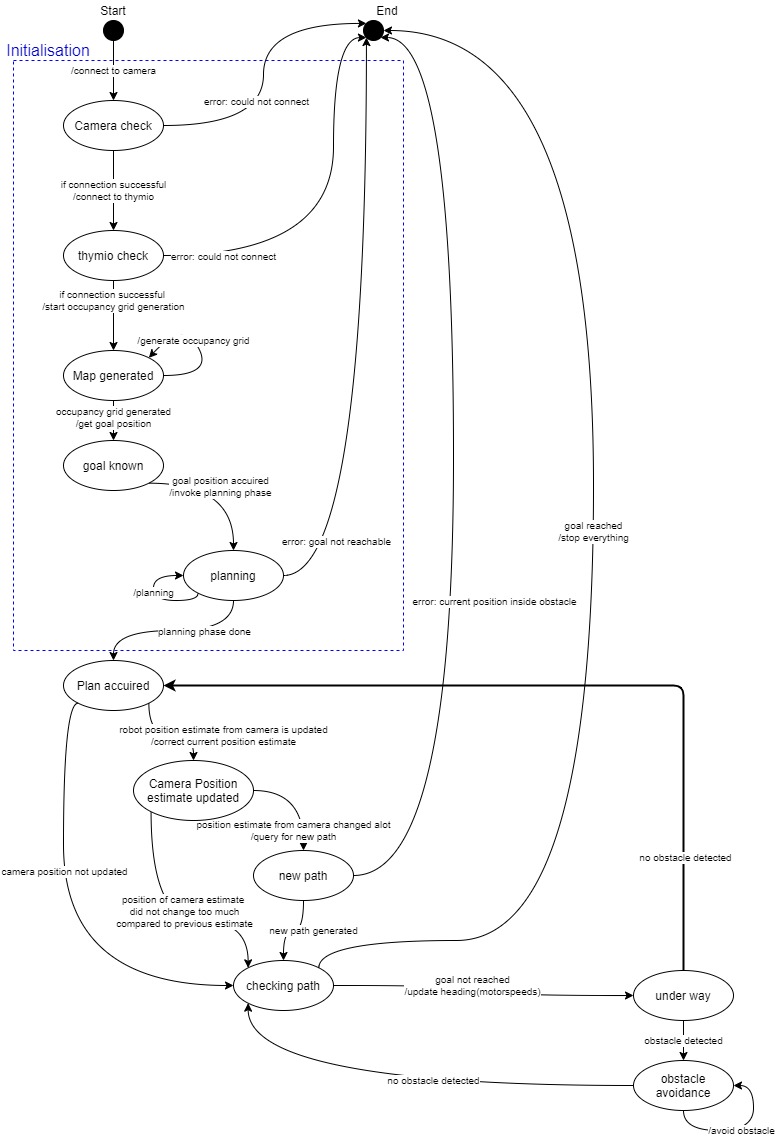 Start
End
Initialisation
/connect to camera
error: could not connect
Camera check
if connection successful
/connect to thymio
thymio check
error: could not connect
if connection successful
/start occupancy grid generation
/generate occupancy grid
Map generated
occupancy grid generated
/get goal position
goal known
goal position acquired
/invoke planning phase
goal reached
/stop everything
error: goal not reachable
planning
/planning
error: current position inside obstacle
planning phase done
Plan accuired
robot position estimate from camera is updated
/correct current position estimate
Camera Position
estimate updated
position estimate from camera changed alot
/query for new path
no obstacle detected
camera position not updated
new path
position of camera estimate
did not change too much
compared to previous estimate
new path generated
checking path
goal not reached
/update heading(motorspeeds)
under way
obstacle detected
no obstacle detected
obstacle
avoidance
/avoid obstacle